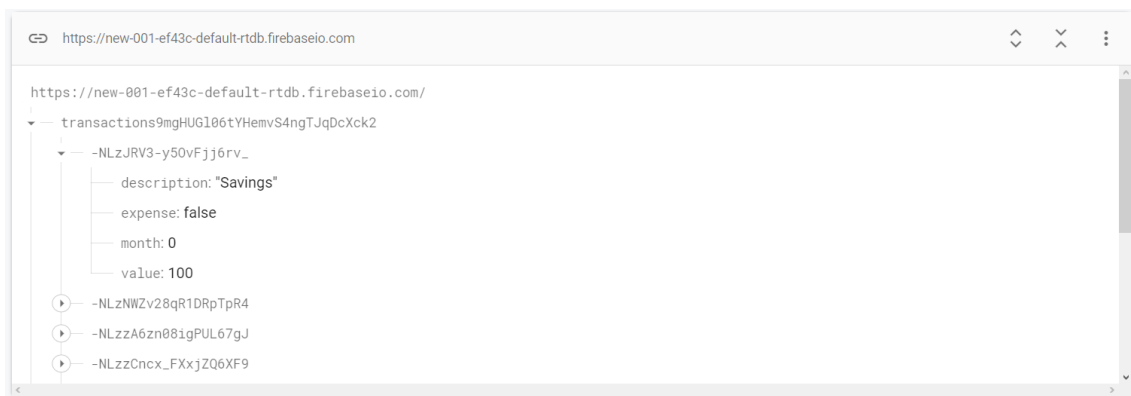 https://new-001-ef43c-default-rtdb.firebaseio.com
https://new-001-ef43c-default-rtdb.firebaseio.com/
transactions9mgHUGl06tYHemvS4ngTJqDcXck2
-NLzJRV3-y5OvFjj6rv_
description: "Savings"
expense: false
month: 0
value: 100
-NLzNWZv28qR1DRpTpR4
-NLzzA6zn08igPUL67gJ
-NLzzCncx_FXxjZQ6XF9